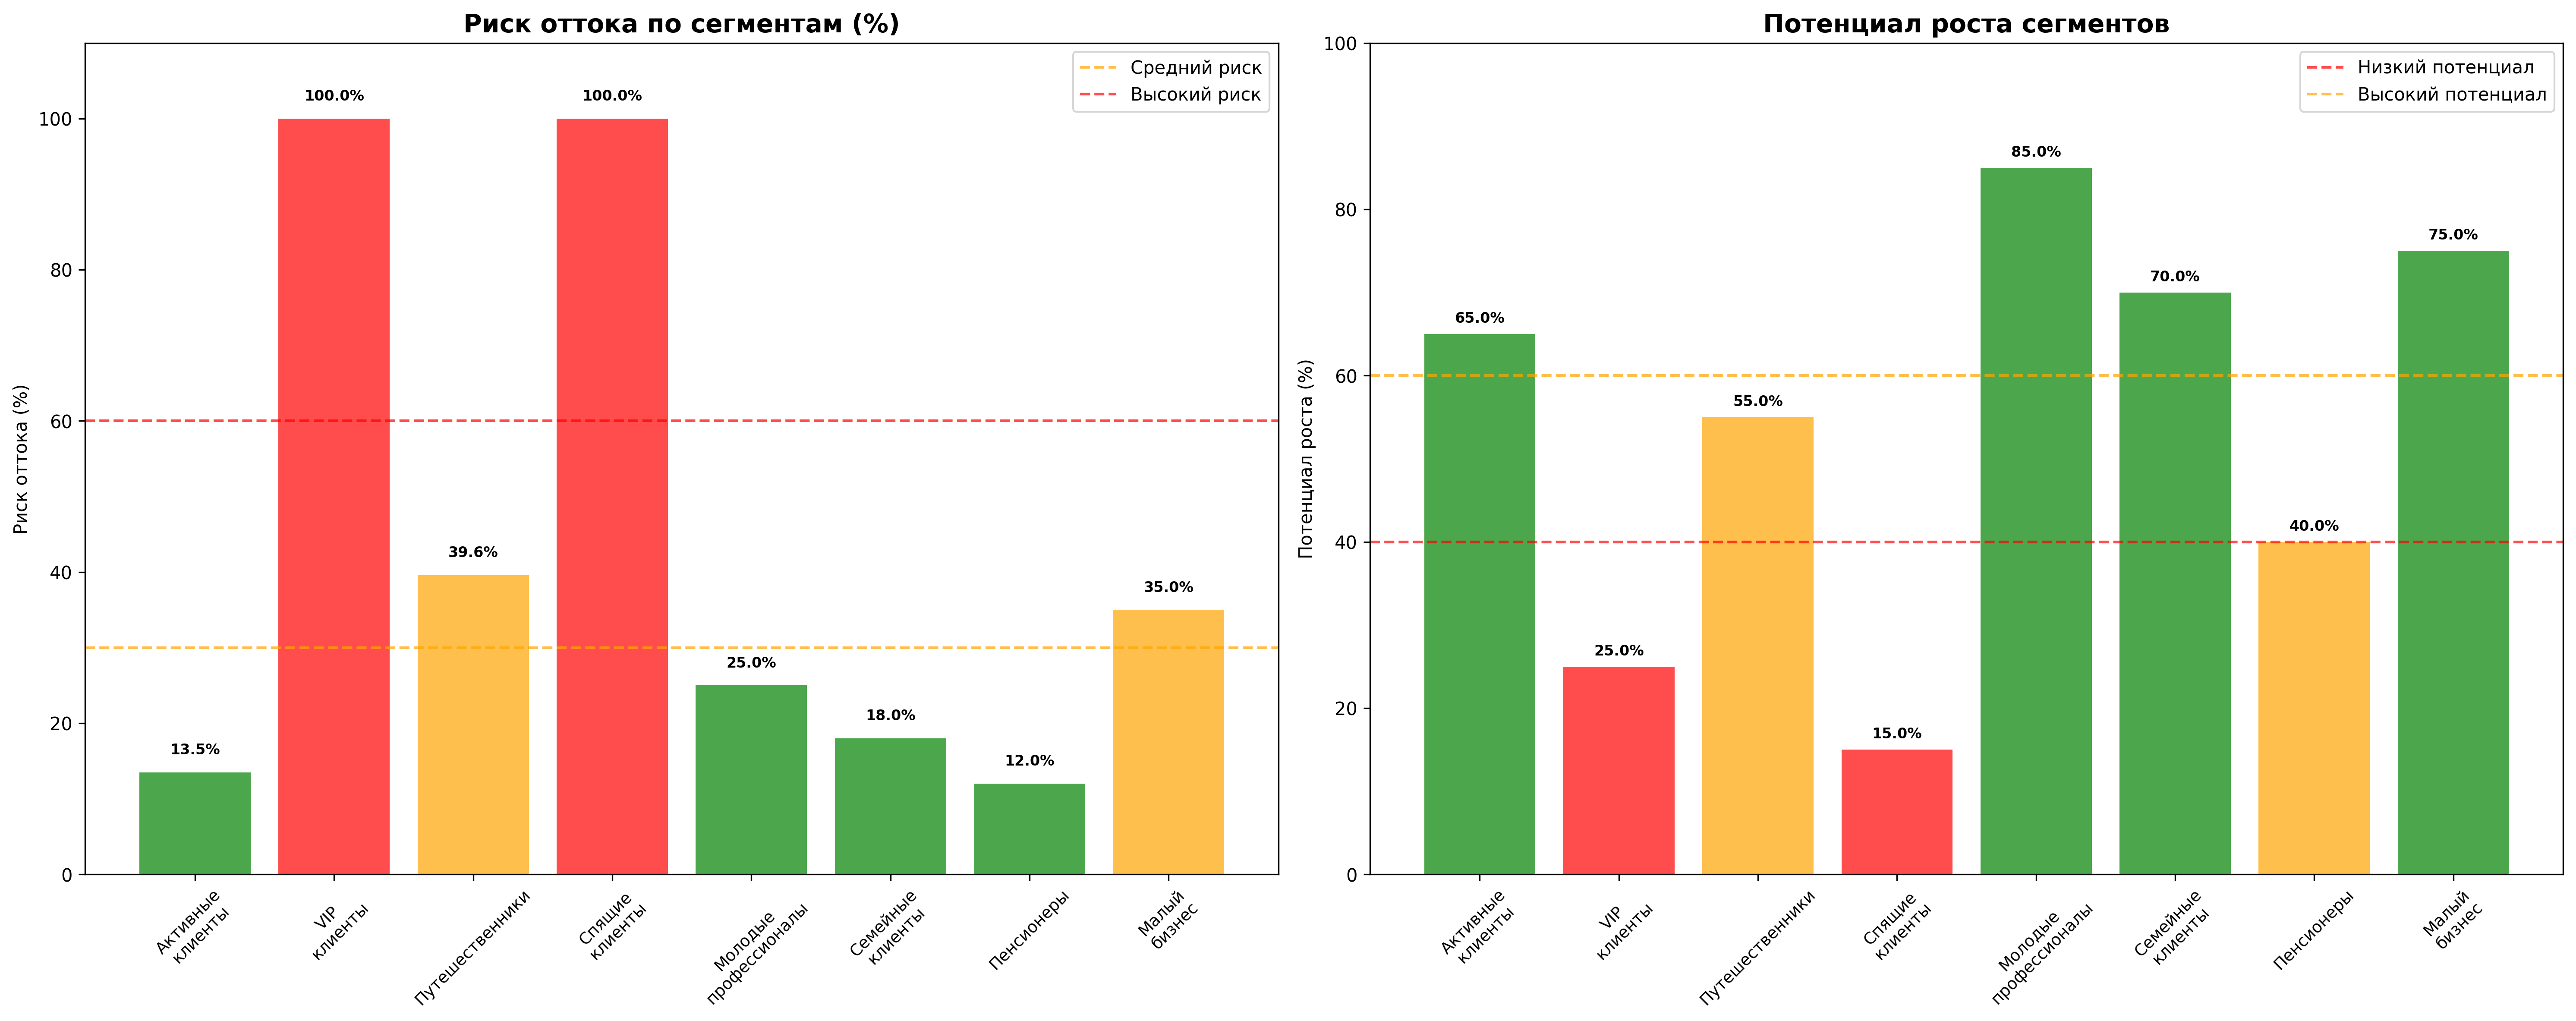 Риск оттока по сегментам (%)
Средний риск
Высокий риск
Риск оттока (%)
100
80
60
40
20
0
13.5%
100.0%
39.6%
100.0%
25.0%
18.0%
12.0%
35.0%
Активные
клиенты
VIP
клиенты
Путешественники
Спящие
клиенты
Молодые
профессионалы
Семейные
клиенты
Пенсионеры
Малый
бизнес
Потенциал роста сегментов
Низкий потенциал
Высокий потенциал
Потенциал роста (%)
100
80
60
40
20
0
65.0%
25.0%
55.0%
15.0%
85.0%
70.0%
40.0%
75.0%
Активные
клиенты
VIP
клиенты
Путешественники
Спящие
клиенты
Молодые
профессионалы
Семейные
клиенты
Пенсионеры
Малый
бизнес